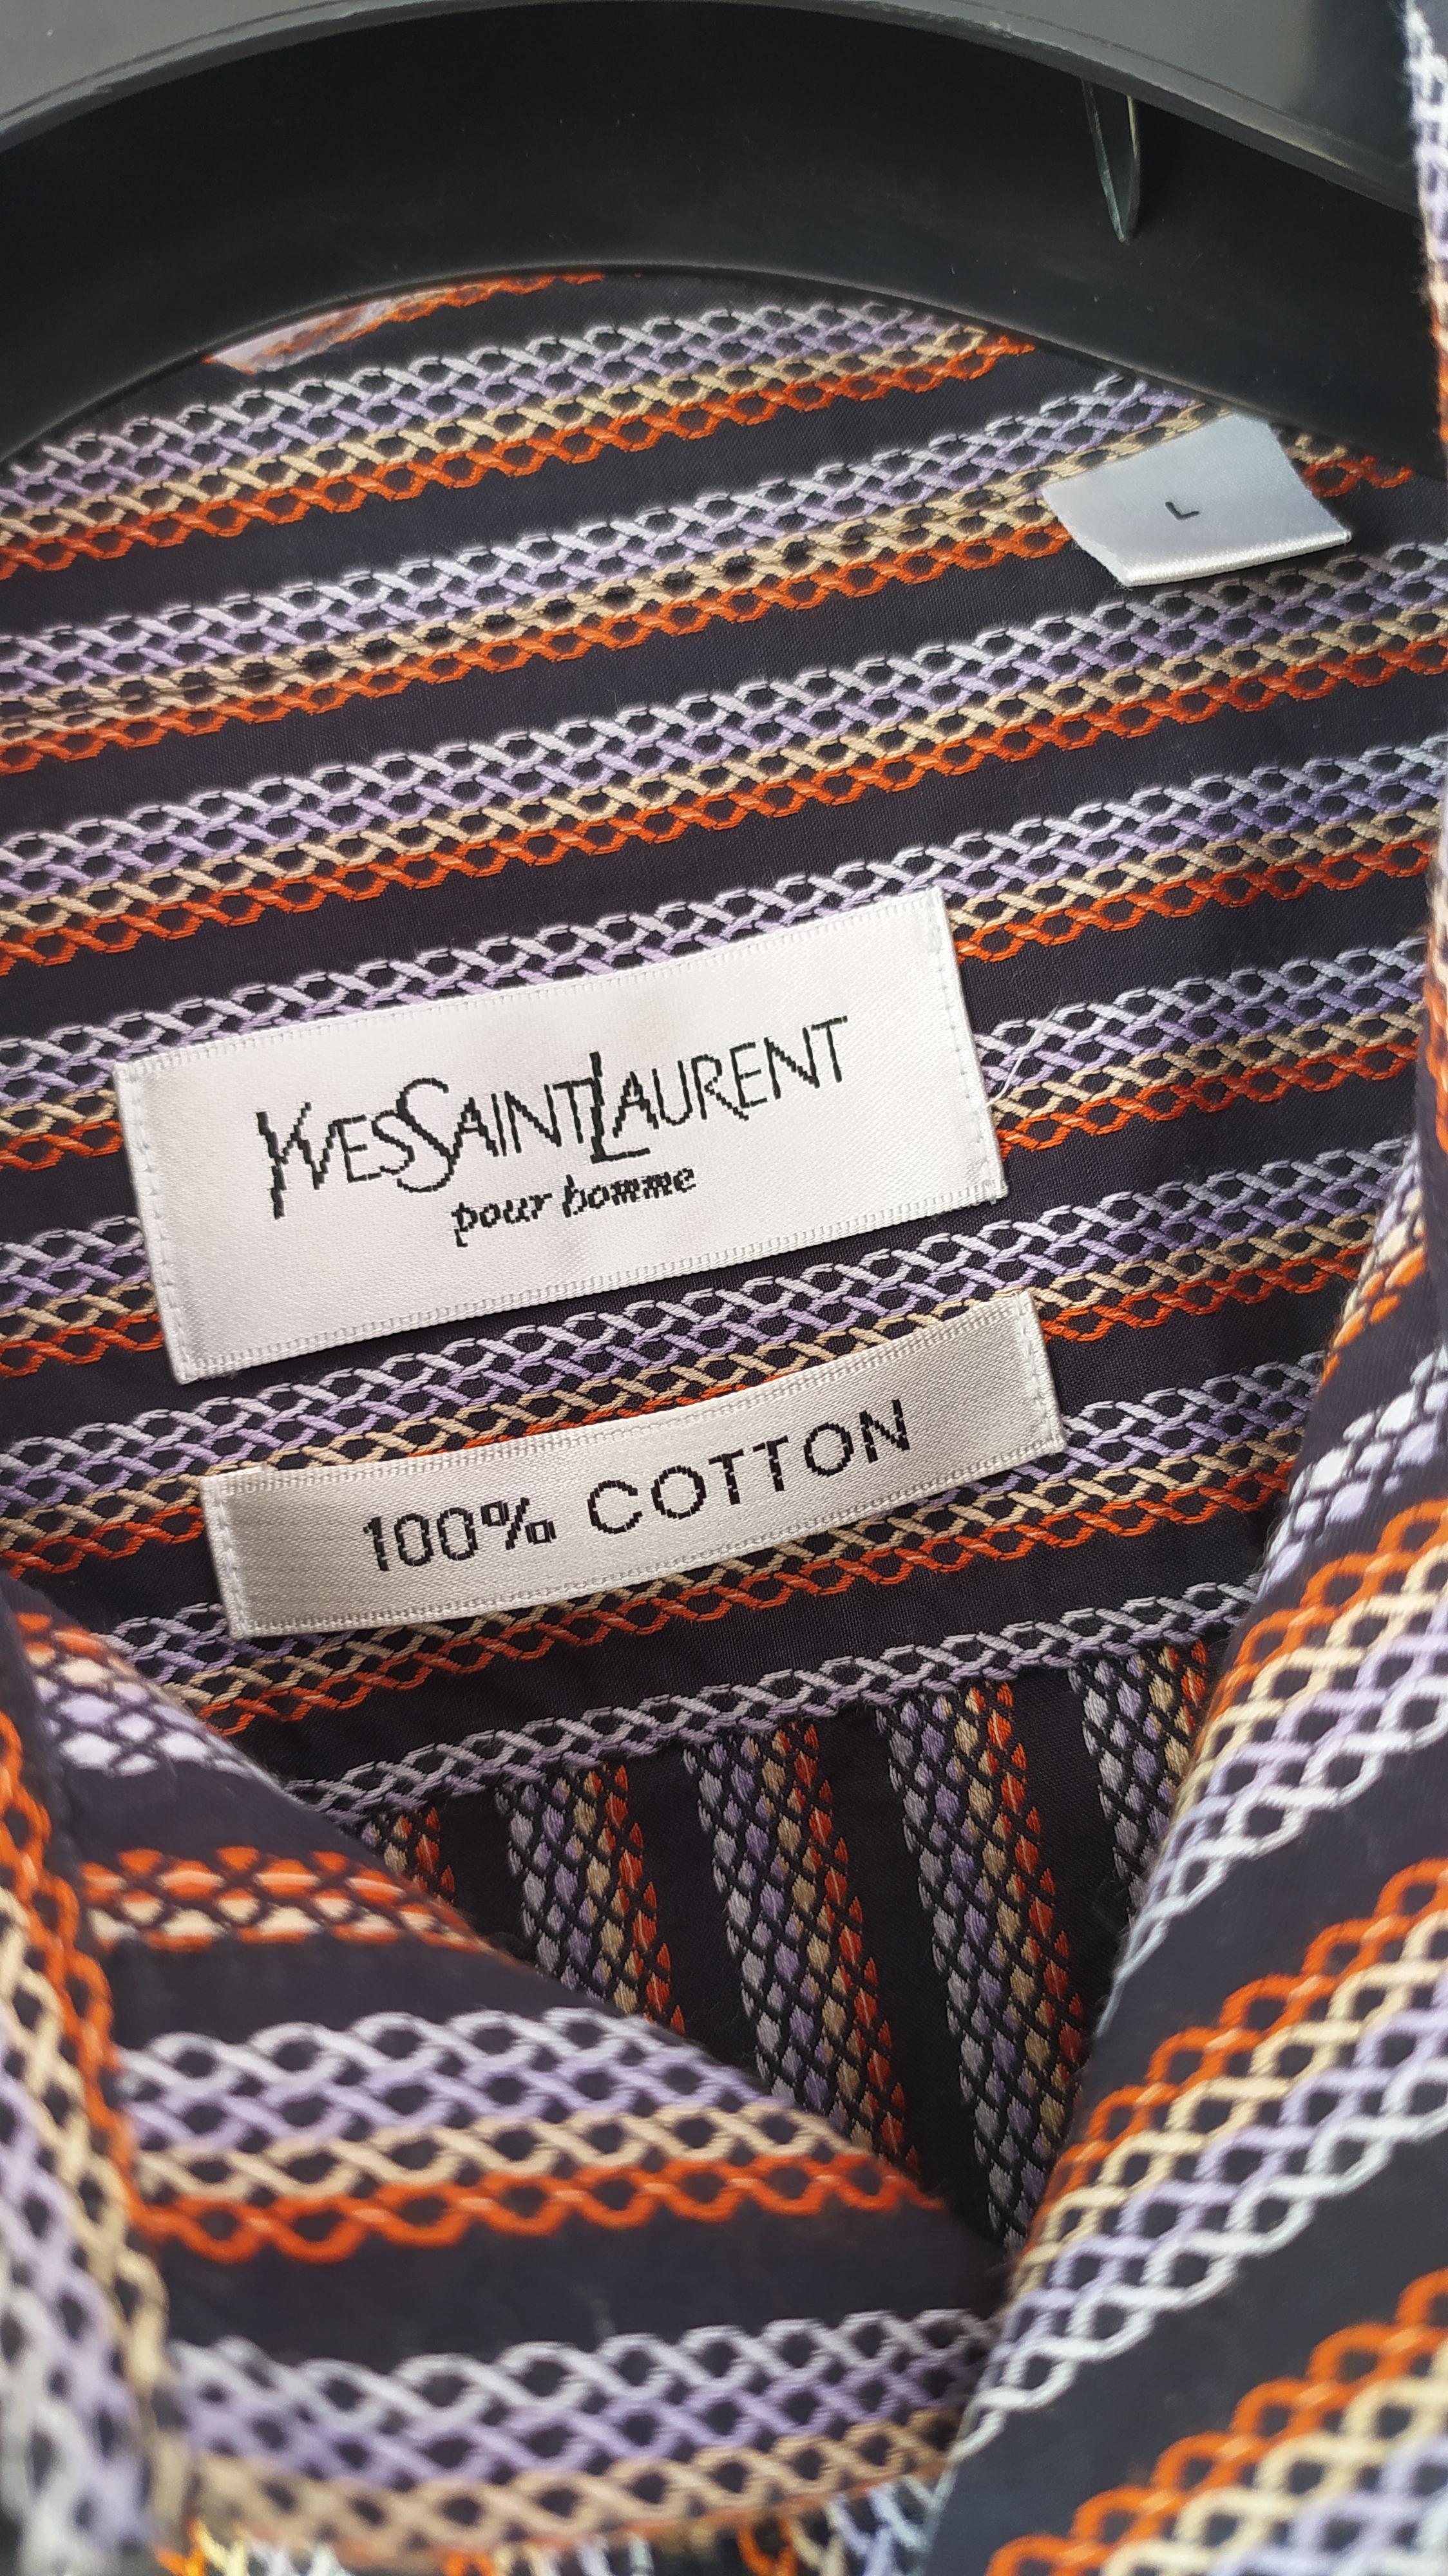 L
YVESSAINTLAURENT
pour homme
100% COTTON